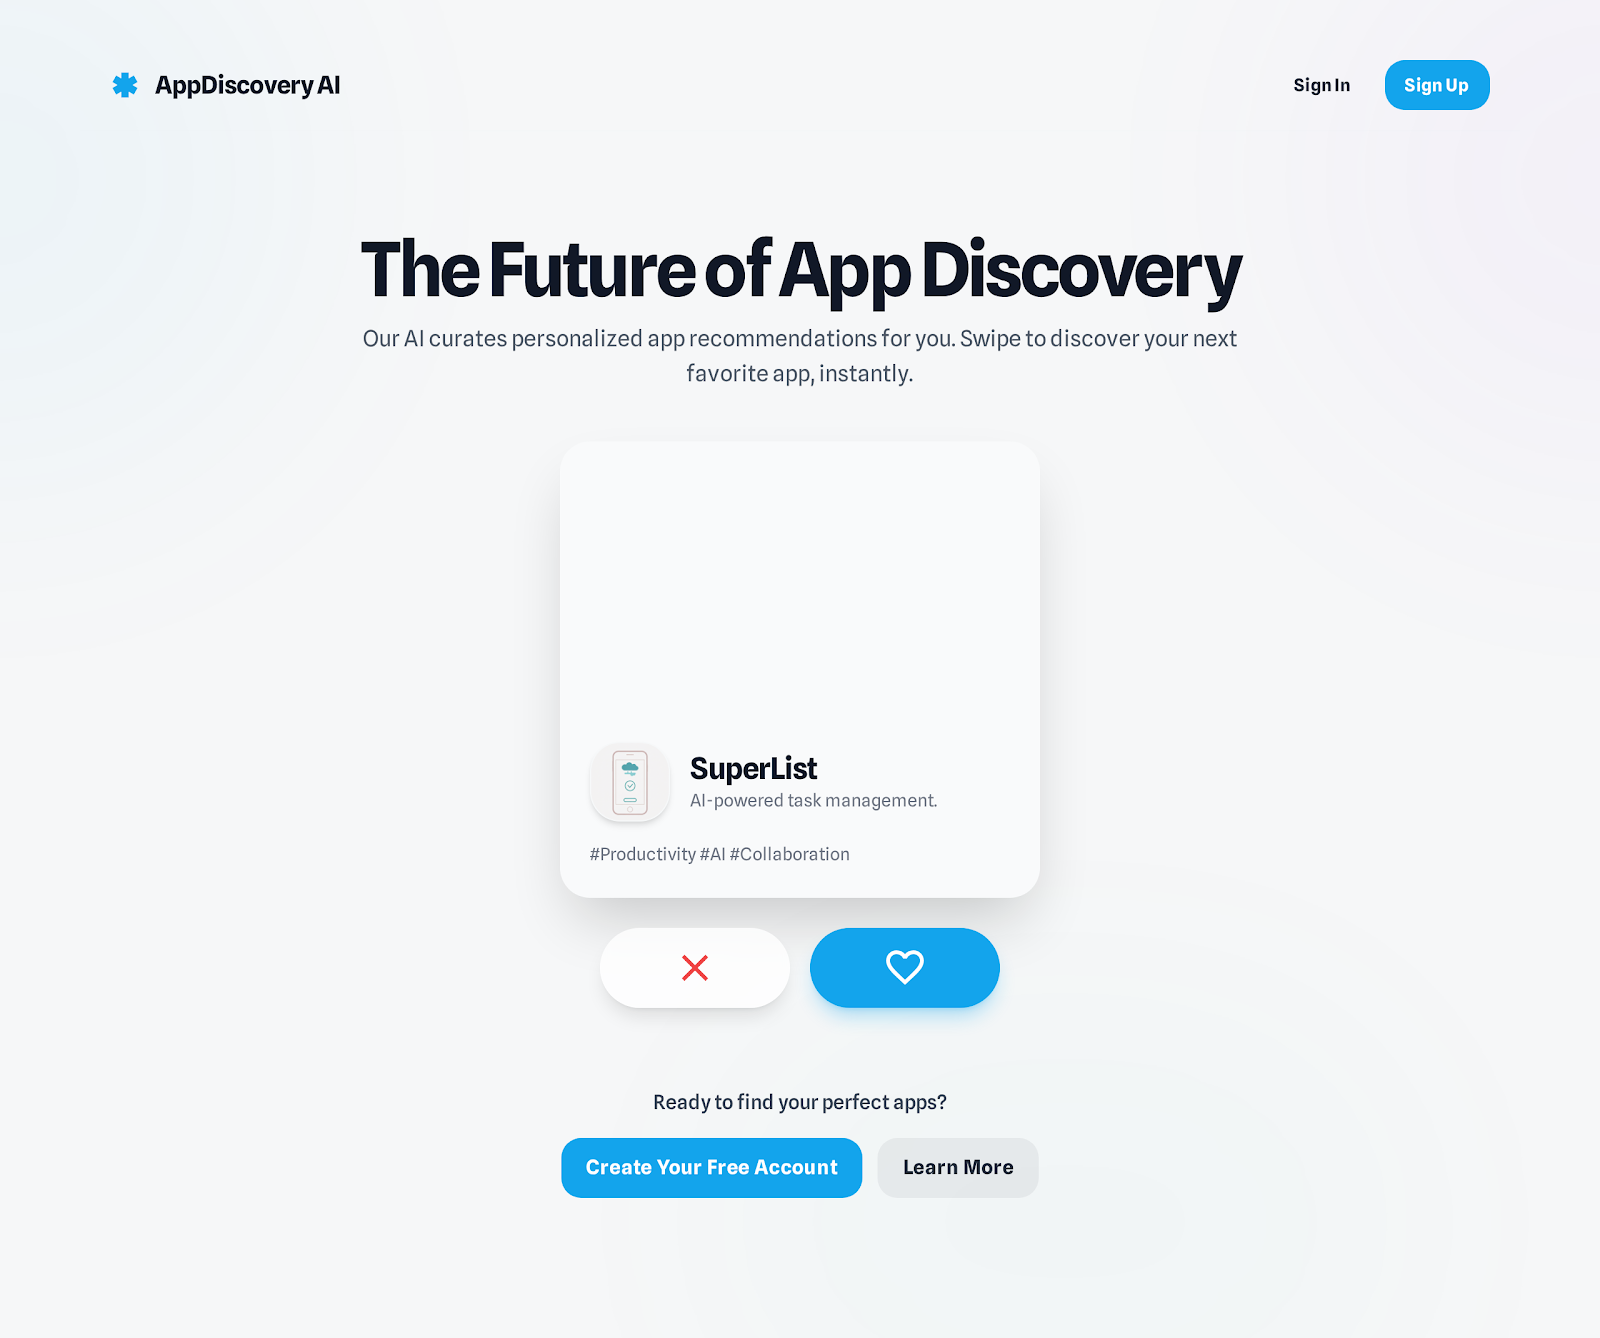 AppDiscovery AI
Sign In
Sign Up
The Future of App Discovery
Our AI curates personalized app recommendations for you. Swipe to discover your next
favorite app, instantly.
SuperList
AI-powered task management.
#Productivity #AI #Collaboration
Ready to find your perfect apps?
Create Your Free Account
Learn More